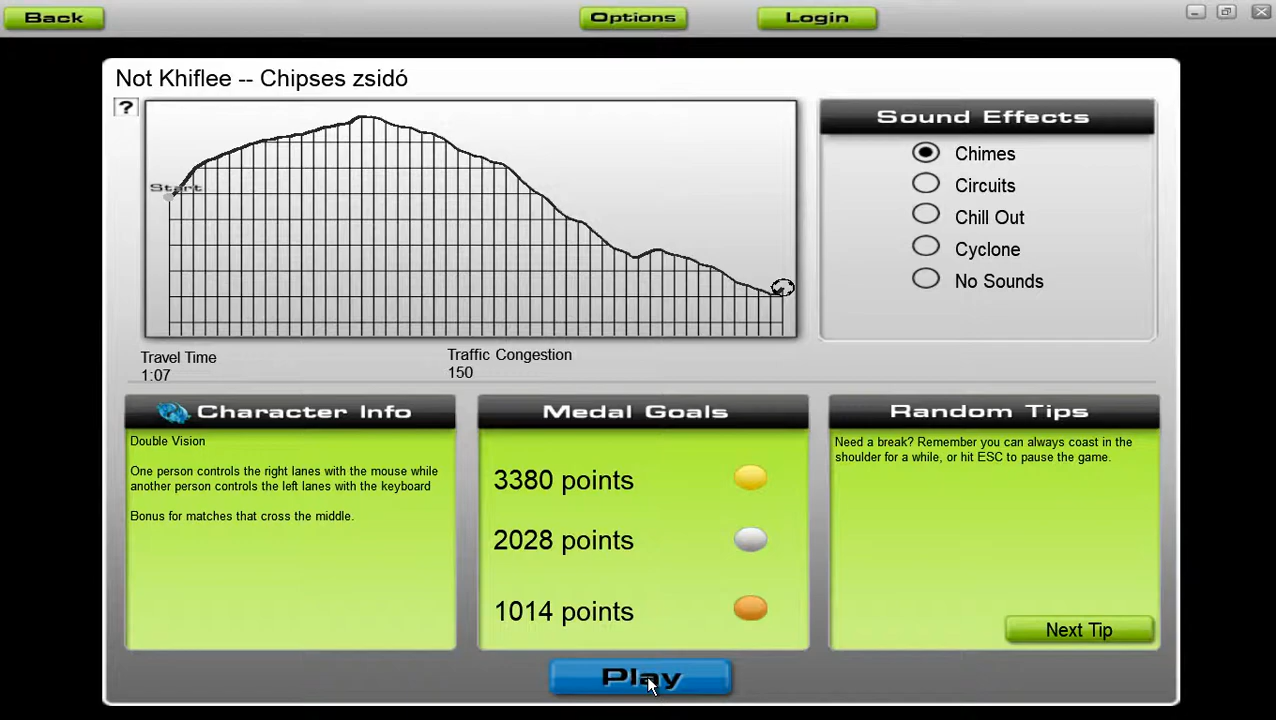 Back
Options
Login
Not Khiflee -- Chipses zsidó
?
Start
Travel Time
1:07
Traffic Congestion
150
Sound Effects
Chimes
Circuits
Chill Out
Cyclone
No Sounds
Character Info
Double Vision
One person controls the right lanes with the mouse while
another person controls the left lanes with the keyboard
Bonus for matches that cross the middle.
Medal Goals
3380 points
2028 points
1014 points
Random Tips
Need a break? Remember you can always coast in the
shoulder for a while, or hit ESC to pause the game.
Next Tip
Play